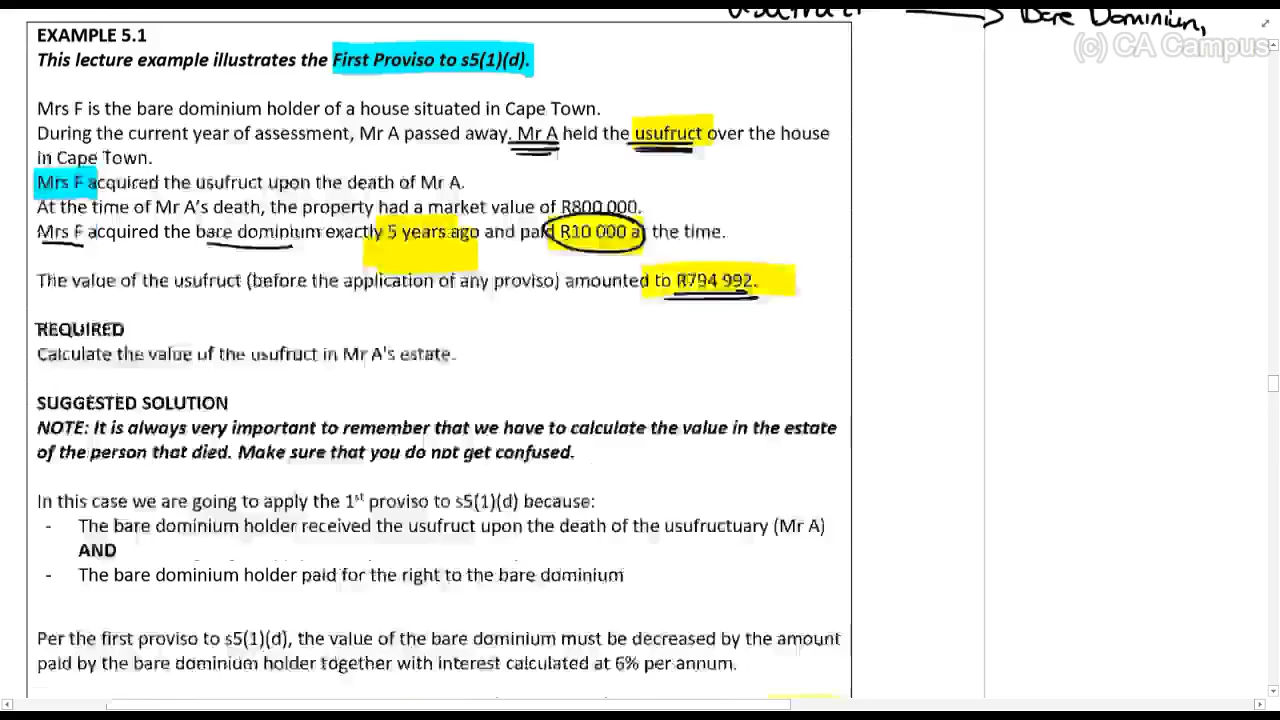 Bare Dominium,
(c) CA Campus
EXAMPLE 5.1
This lecture example illustrates the First Proviso to s5(1)(d).
Mrs F is the bare dominium holder of a house situated in Cape Town.
During the current year of assessment, Mr A passed away. Mr A held the usufruct over the house
in Cape Town.
Mrs F acquired the usufruct upon the death of Mr A.
At the time of Mr A's death, the property had a market value of R800 000.
Mrs F acquired the bare dominium exactly 5 years ago and paid R10 000 at the time.
The value of the usufruct (before the application of any proviso) amounted to R794 992.
REQUIRED
Calculate the value of the usufruct in Mr A's estate.
SUGGESTED SOLUTION
NOTE: It is always very important to remember that we have to calculate the value in the estate
of the person that died. Make sure that you do not get confused.
In this case we are going to apply the 1st proviso to s5(1)(d) because:
- The bare dominium holder received the usufruct upon the death of the usufructuary (Mr A)
AND
- The bare dominium holder paid for the right to the bare dominium
Per the first proviso to s5(1)(d), the value of the bare dominium must be decreased by the amount
paid by the bare dominium holder together with interest calculated at 6% per annum.